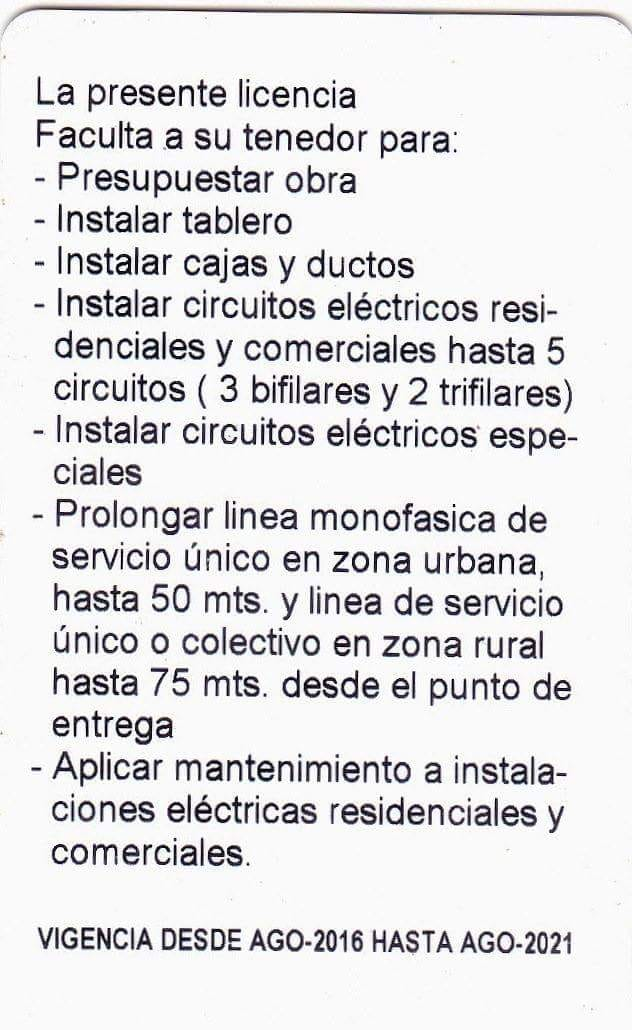 La presente licencia
Faculta a su tenedor para:
- Presupuestar obra
- Instalar tablero
- Instalar cajas y ductos
- Instalar circuitos eléctricos resi-
denciales y comerciales hasta 5
circuitos ( 3 bifilares y 2 trifilares)
- Instalar circuitos eléctricos espe-
ciales
- Prolongar linea monofasica de
servicio único en zona urbana,
hasta 50 mts. y linea de servicio
único o colectivo en zona rural
hasta 75 mts. desde el punto de
entrega
- Aplicar mantenimiento a instala-
ciones eléctricas residenciales y
comerciales.
VIGENCIA DESDE AGO-2016 HASTA AGO-2021